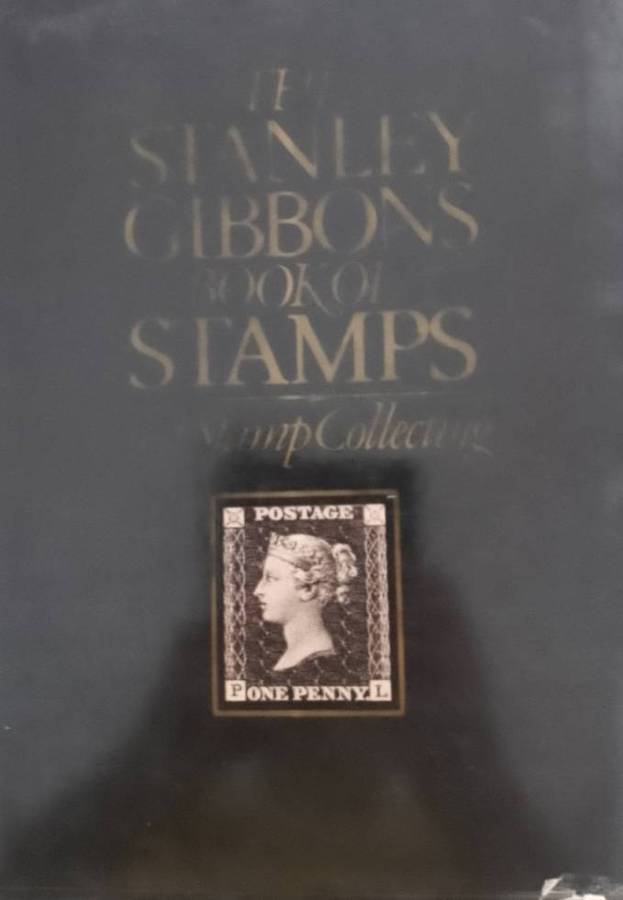 THE
STANLEY
GIBBONS
BOOK OF
STAMPS
Stamp Collecting
POSTAGE
P ONE PENNY. L